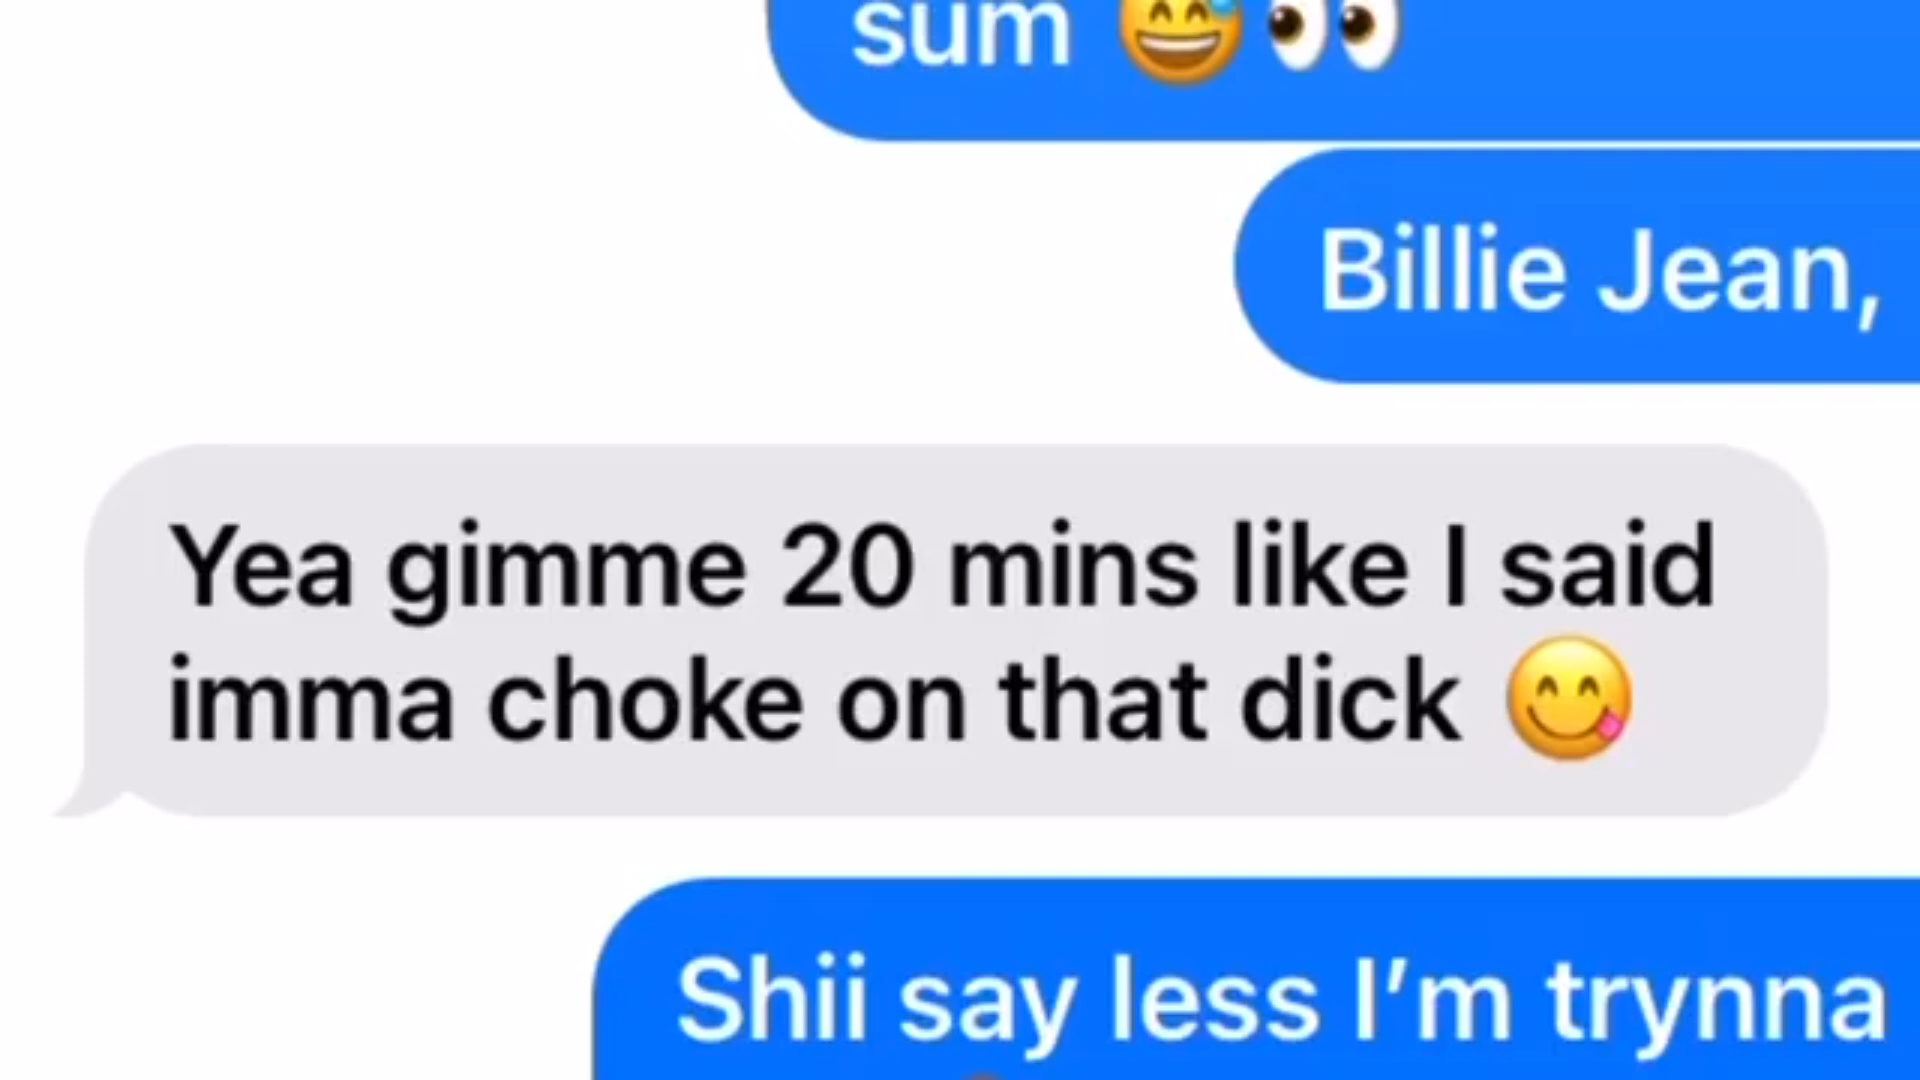 sum 😅👀
Billie Jean,
Yea gimme 20 mins like I said
imma choke on that dick 😋
Shii say less I’m trynna